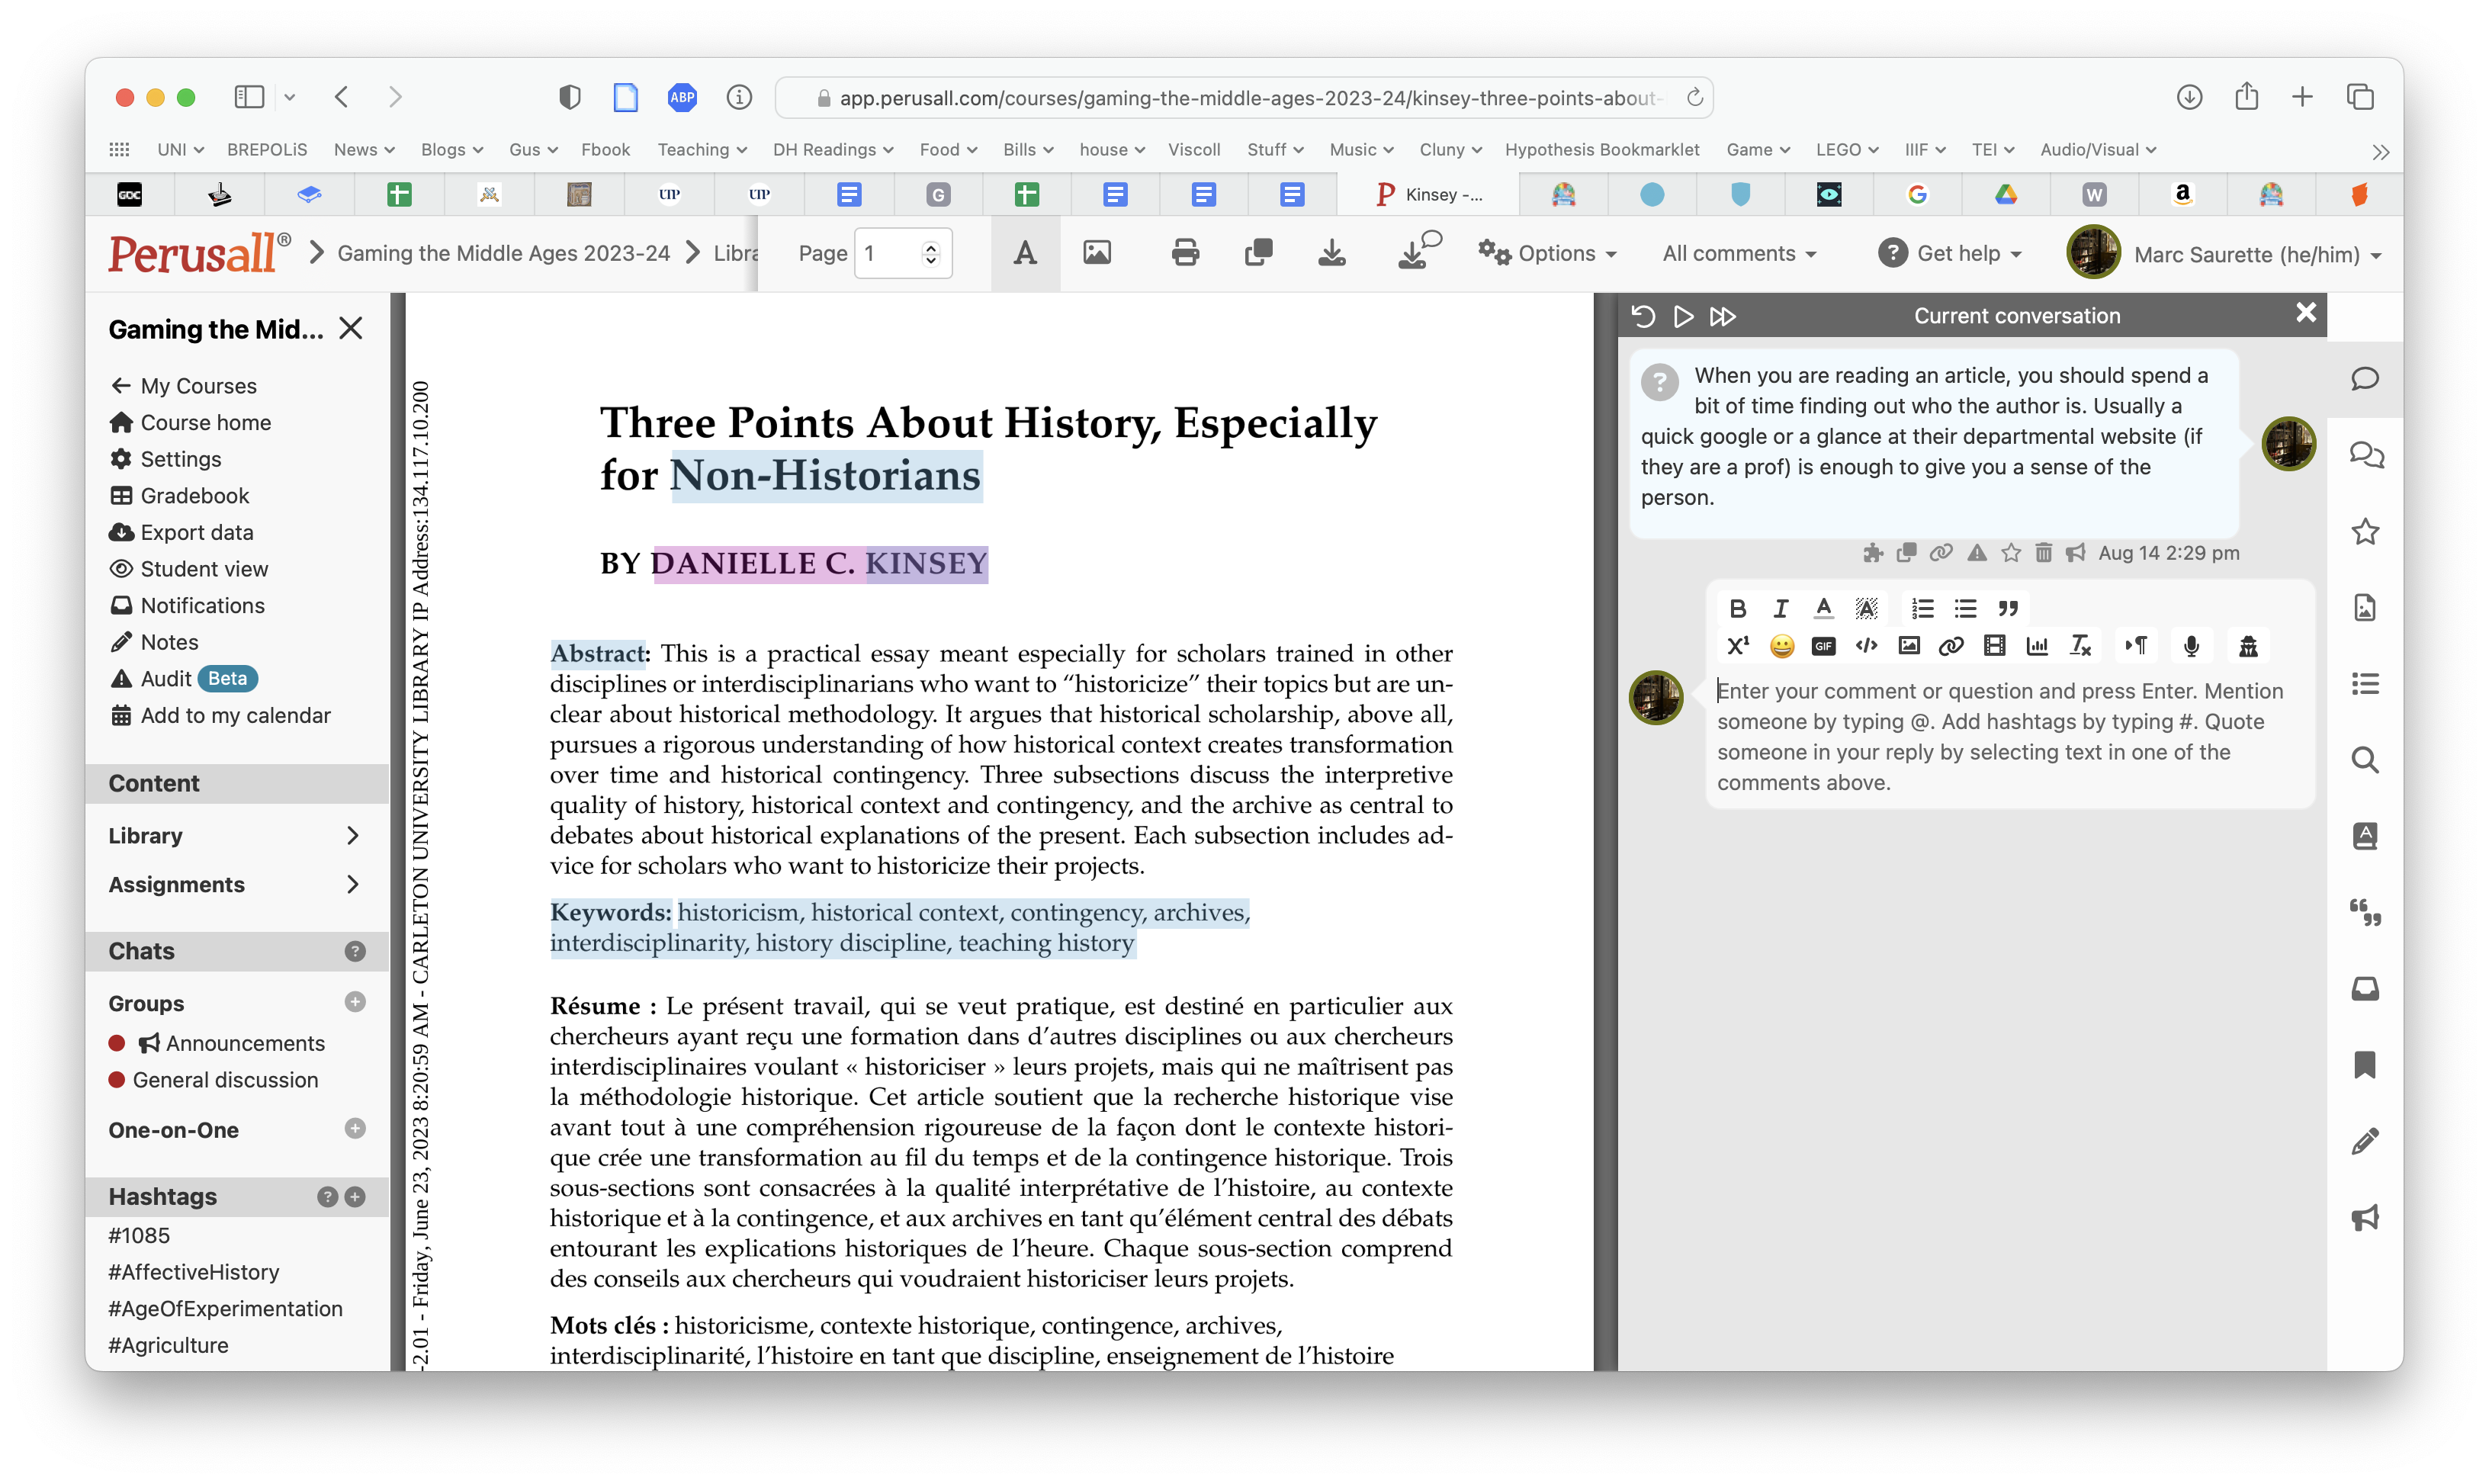 ABP
app.perusall.com/courses/gaming-the-middle-ages-2023-24/kinsey-three-points-about-
UNI
BREPOLiS
News
Blogs
Gus
Fbook
Teaching
DH Readings
Food
Bills
house
Viscoll
Stuff
Music
Cluny
Hypothesis Bookmarklet
Game
LEGO
IIIF
TEI
Audio/Visual
GDC
UTP
UTP
G
P Kinsey -...
G
W
a
Perusall®
Gaming the Middle Ages 2023-24
Libra
Page 1
A
Options
All comments
? Get help
Marc Saurette (he/him)
Gaming the Mid...
My Courses
Course home
Settings
Gradebook
Export data
Student view
Notifications
Notes
Audit Beta
Add to my calendar
Content
Library
Assignments
Chats ?
Groups
Announcements
General discussion
One-on-One
Hashtags ?
#1085
#AffectiveHistory
#AgeOfExperimentation
#Agriculture
-2.01 - Friday, June 23, 2023 8:20:59 AM - CARLETON UNIVERSITY LIBRARY IP Address:134.117.10.200
Three Points About History, Especially
for Non-Historians
BY DANIELLE C. KINSEY
Abstract: This is a practical essay meant especially for scholars trained in other
disciplines or interdisciplinarians who want to “historicize” their topics but are un-
clear about historical methodology. It argues that historical scholarship, above all,
pursues a rigorous understanding of how historical context creates transformation
over time and historical contingency. Three subsections discuss the interpretive
quality of history, historical context and contingency, and the archive as central to
debates about historical explanations of the present. Each subsection includes ad-
vice for scholars who want to historicize their projects.
Keywords: historicism, historical context, contingency, archives,
interdisciplinarity, history discipline, teaching history
Résume : Le présent travail, qui se veut pratique, est destiné en particulier aux
chercheurs ayant reçu une formation dans d’autres disciplines ou aux chercheurs
interdisciplinaires voulant « historiciser » leurs projets, mais qui ne maîtrisent pas
la méthodologie historique. Cet article soutient que la recherche historique vise
avant tout à une compréhension rigoureuse de la façon dont le contexte histori-
que crée une transformation au fil du temps et de la contingence historique. Trois
sous-sections sont consacrées à la qualité interprétative de l’histoire, au contexte
historique et à la contingence, et aux archives en tant qu’élément central des débats
entourant les explications historiques de l’heure. Chaque sous-section comprend
des conseils aux chercheurs qui voudraient historiciser leurs projets.
Mots clés : historicisme, contexte historique, contingence, archives,
interdisciplinarité, l’histoire en tant que discipline, enseignement de l’histoire
Current conversation
? When you are reading an article, you should spend a
bit of time finding out who the author is. Usually a
quick google or a glance at their departmental website (if
they are a prof) is enough to give you a sense of the
person.
Aug 14 2:29 pm
B I A A
X¹ GIF
Enter your comment or question and press Enter. Mention
someone by typing @. Add hashtags by typing #. Quote
someone in your reply by selecting text in one of the
comments above.